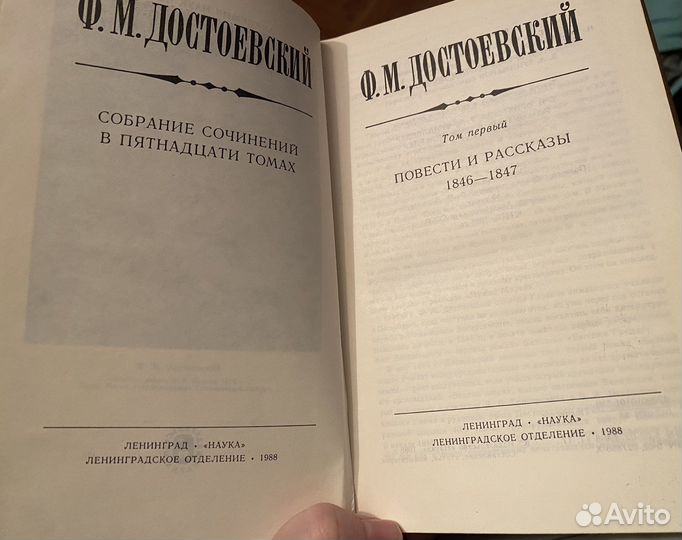 Ф. М. ДОСТОЕВСКИЙ
СОБРАНИЕ СОЧИНЕНИЙ
В ПЯТНАДЦАТИ ТОМАХ
ЛЕНИНГРАД • «НАУКА»
ЛЕНИНГРАДСКОЕ ОТДЕЛЕНИЕ • 1988
Ф. М. ДОСТОЕВСКИЙ
Том первый
ПОВЕСТИ И РАССКАЗЫ
1846—1847
ЛЕНИНГРАД • «НАУКА»
ЛЕНИНГРАДСКОЕ ОТДЕЛЕНИЕ • 1988
Avito